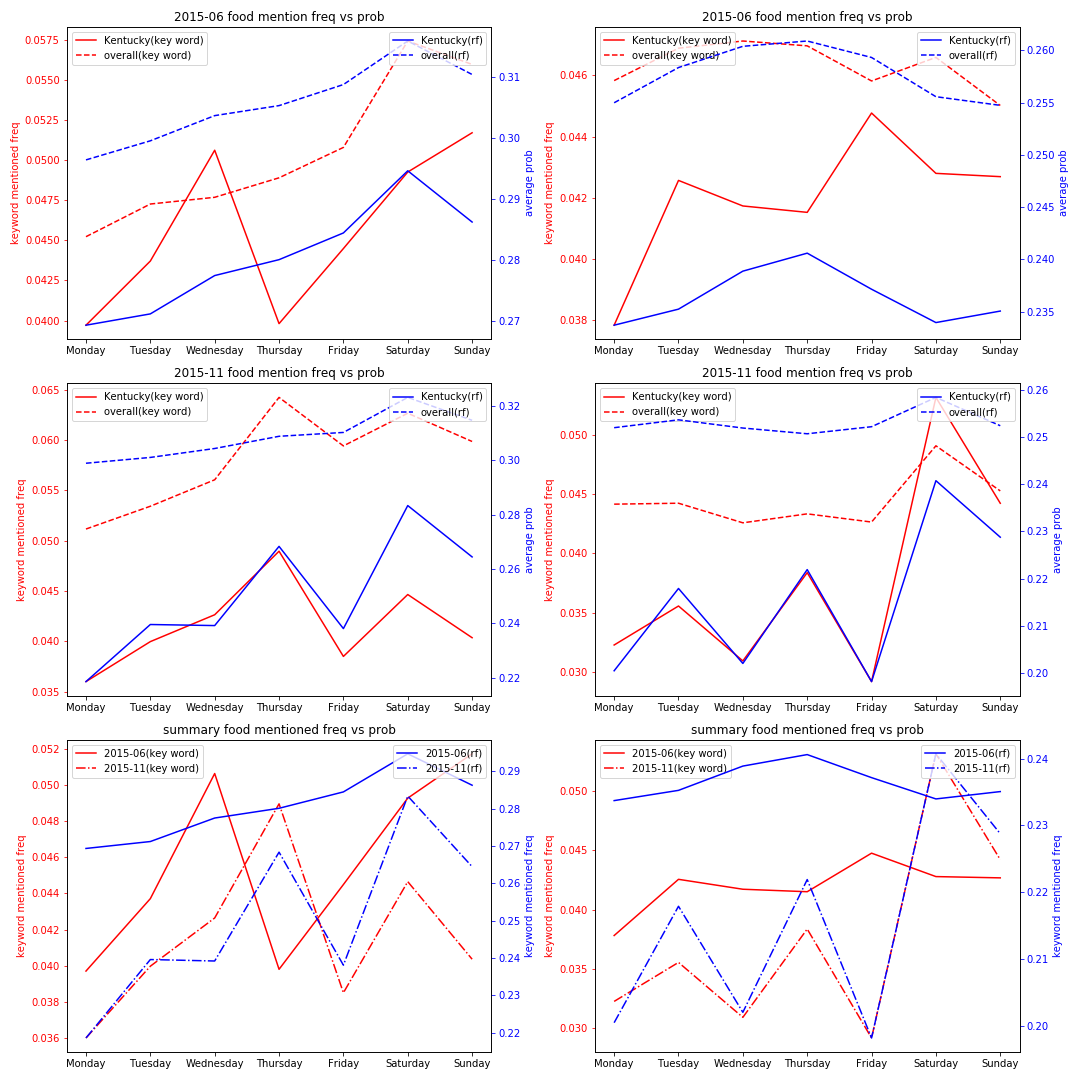 2015-06 food mention freq vs prob
Kentucky(key word)
overall(key word)
Kentucky(rf)
overall(rf)
keyword mentioned freq
0.0575
0.0550
0.0525
0.0500
0.0475
0.0450
0.0425
0.0400
0.31
0.30
0.29
0.28
0.27
average prob
Monday Tuesday Wednesday Thursday Friday Saturday Sunday
2015-06 food mention freq vs prob
Kentucky(key word)
overall(key word)
Kentucky(rf)
overall(rf)
keyword mentioned freq
0.046
0.044
0.042
0.040
0.038
0.260
0.255
0.250
0.245
0.240
0.235
average prob
Monday Tuesday Wednesday Thursday Friday Saturday Sunday
2015-11 food mention freq vs prob
Kentucky(key word)
overall(key word)
Kentucky(rf)
overall(rf)
keyword mentioned freq
0.065
0.060
0.055
0.050
0.045
0.040
0.035
0.32
0.30
0.28
0.26
0.24
0.22
average prob
Monday Tuesday Wednesday Thursday Friday Saturday Sunday
2015-11 food mention freq vs prob
Kentucky(key word)
overall(key word)
Kentucky(rf)
overall(rf)
keyword mentioned freq
0.050
0.045
0.040
0.035
0.030
0.26
0.25
0.24
0.23
0.22
0.21
0.20
average prob
Monday Tuesday Wednesday Thursday Friday Saturday Sunday
summary food mentioned freq vs prob
2015-06(key word)
2015-11(key word)
2015-06(rf)
2015-11(rf)
keyword mentioned freq
0.052
0.050
0.048
0.046
0.044
0.042
0.040
0.038
0.036
0.29
0.28
0.27
0.26
0.25
0.24
0.23
0.22
keyword mentioned freq
Monday Tuesday Wednesday Thursday Friday Saturday Sunday
summary food mentioned freq vs prob
2015-06(key word)
2015-11(key word)
2015-06(rf)
2015-11(rf)
keyword mentioned freq
0.050
0.045
0.040
0.035
0.030
0.24
0.23
0.22
0.21
0.20
keyword mentioned freq
Monday Tuesday Wednesday Thursday Friday Saturday Sunday